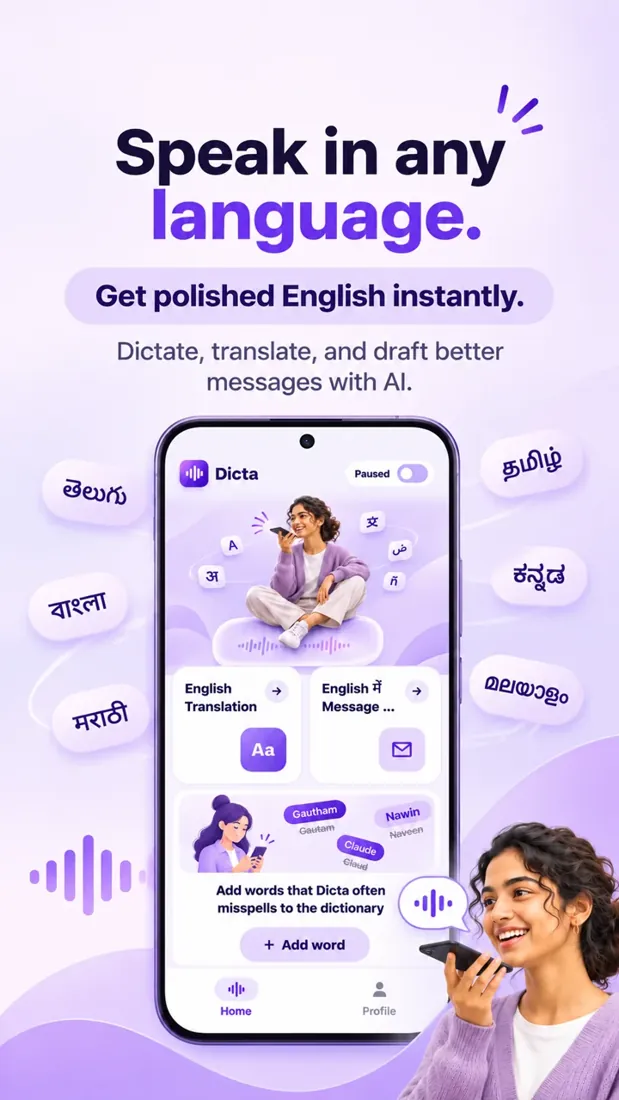 Speak in any
language.
Get polished English instantly.
Dictate, translate, and draft better
messages with AI.
తెలుగు
বাংলা
मराठी
தமிழ்
ಕನ್ನಡ
മലയാളം
Dicta
Paused
A
अ
文
ض
ñ
English
Translation
Aa
English में
Message ...
Gautham
Gautam
Nawin
Naveen
Claude
Claud
Add words that Dicta often
misspells to the dictionary
+ Add word
Home
Profile